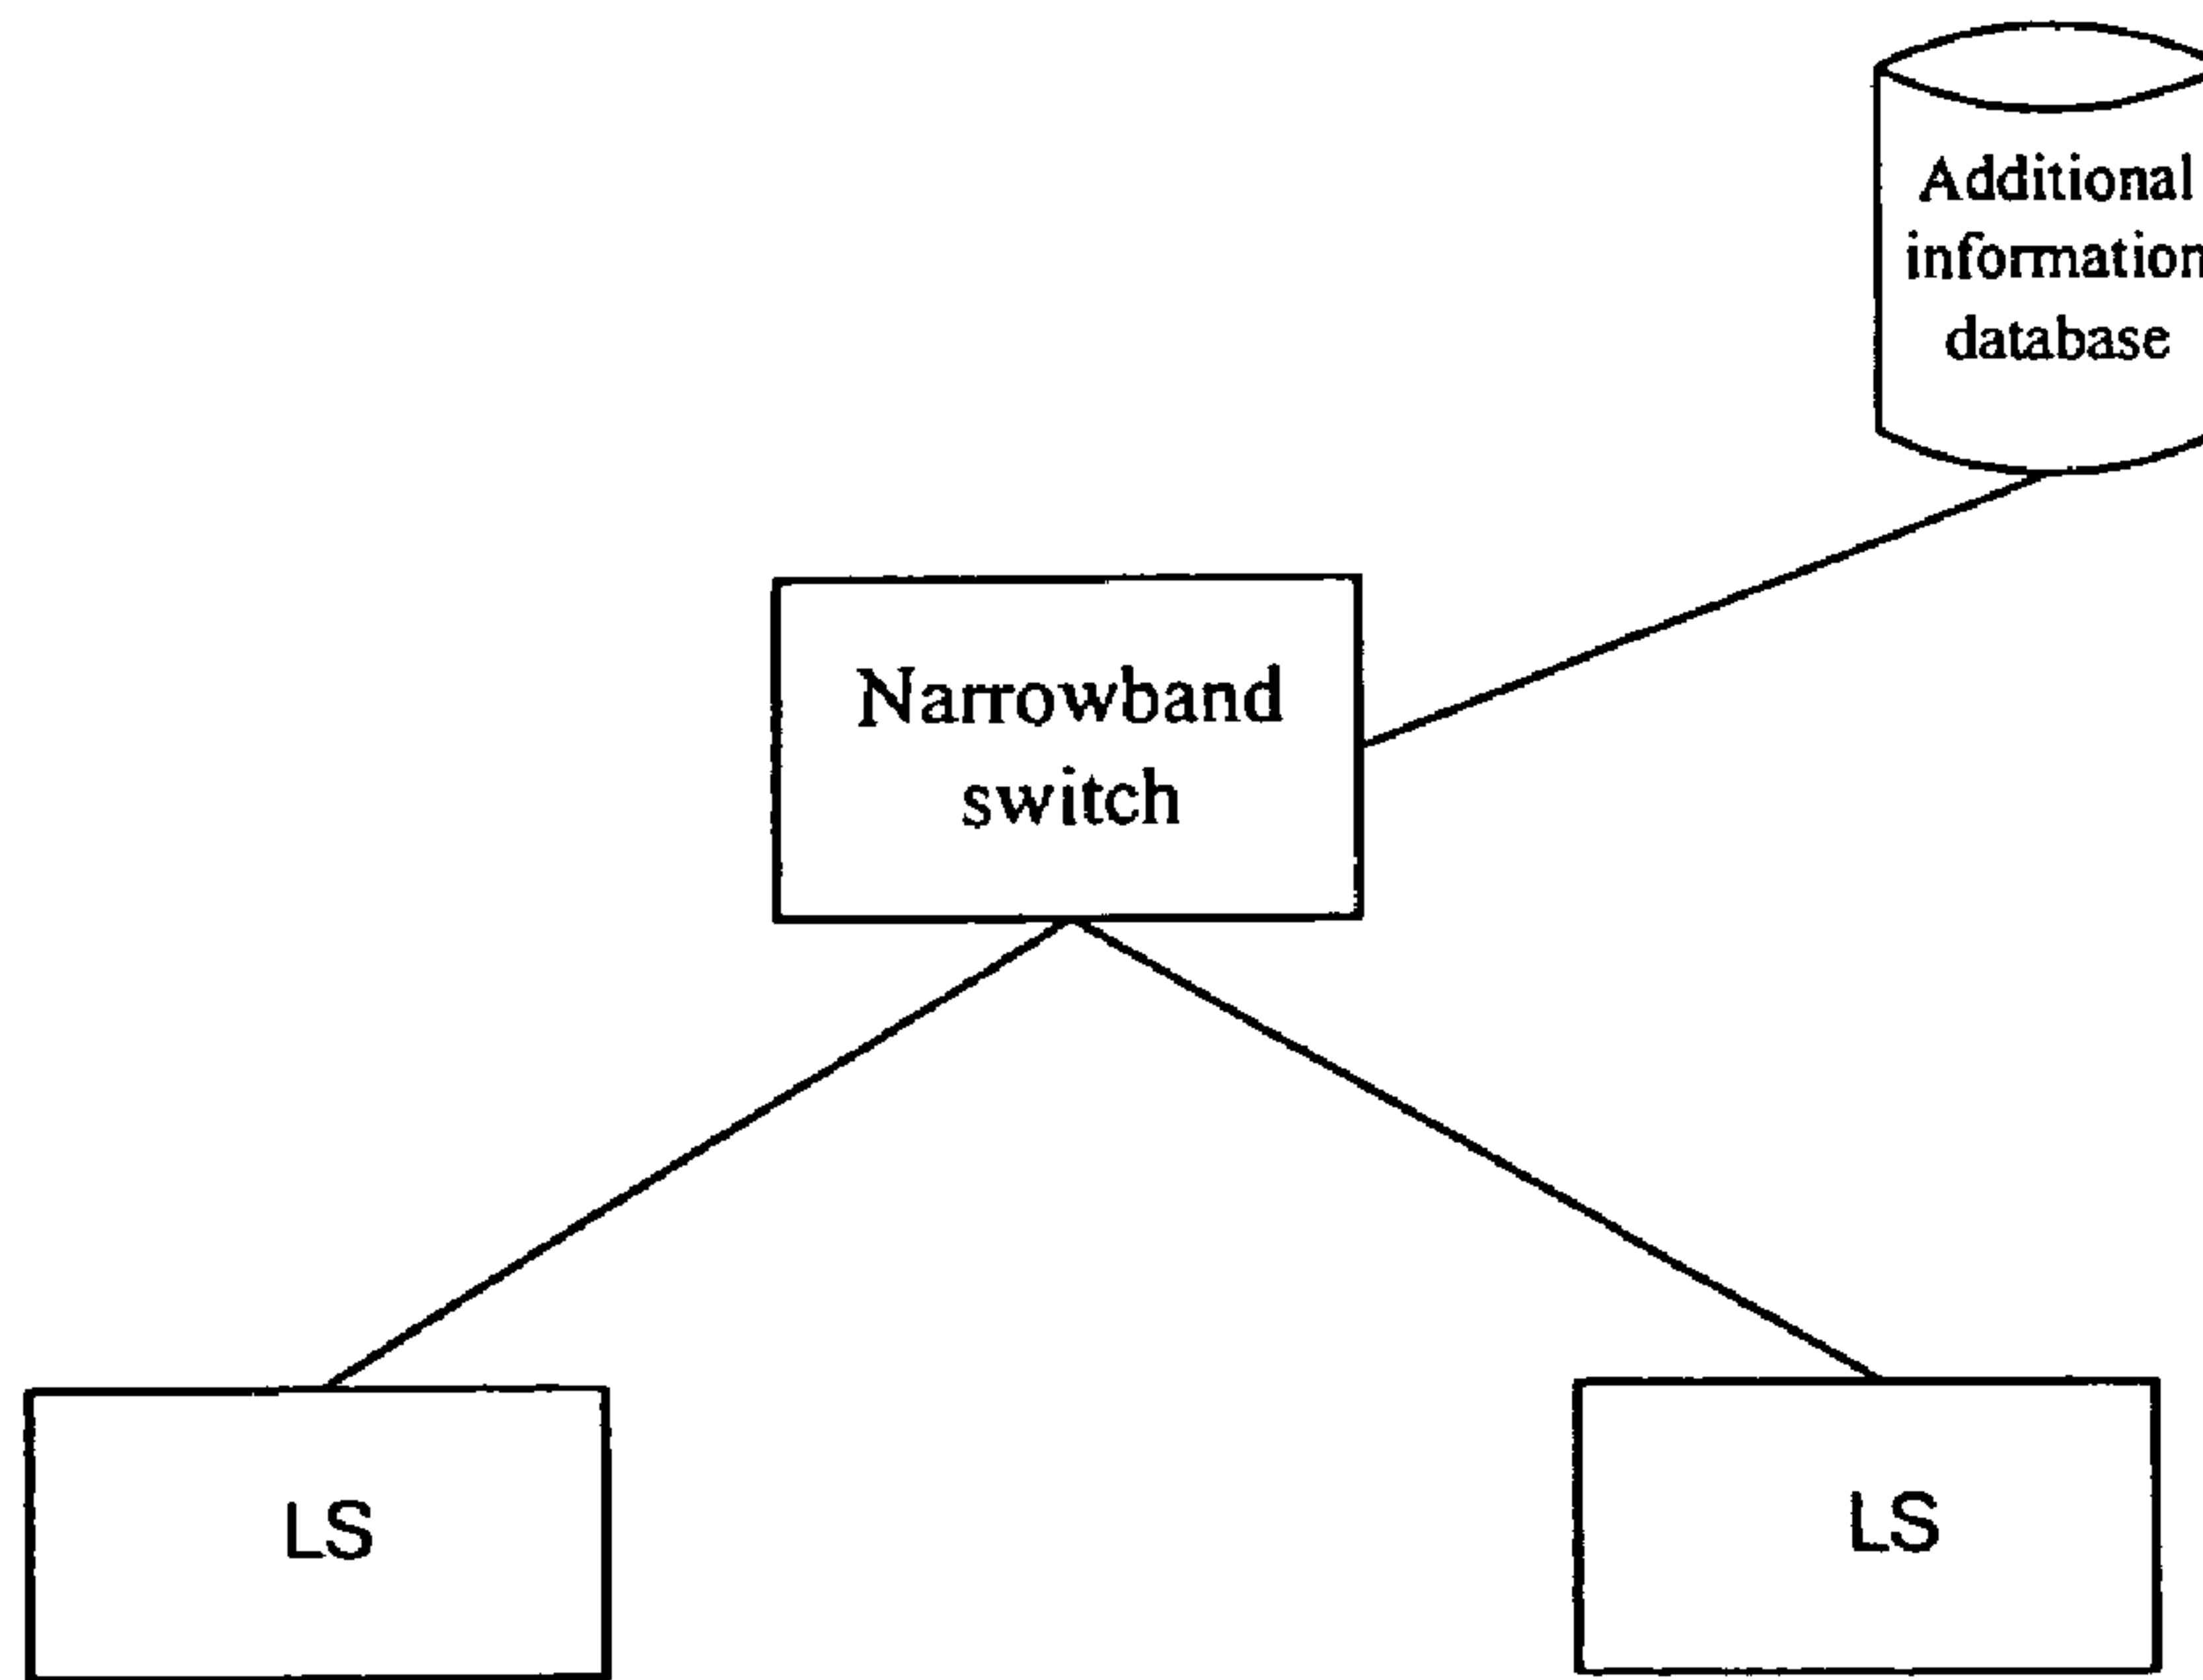 Additional
information
database
Narrowband
switch
LS
LS